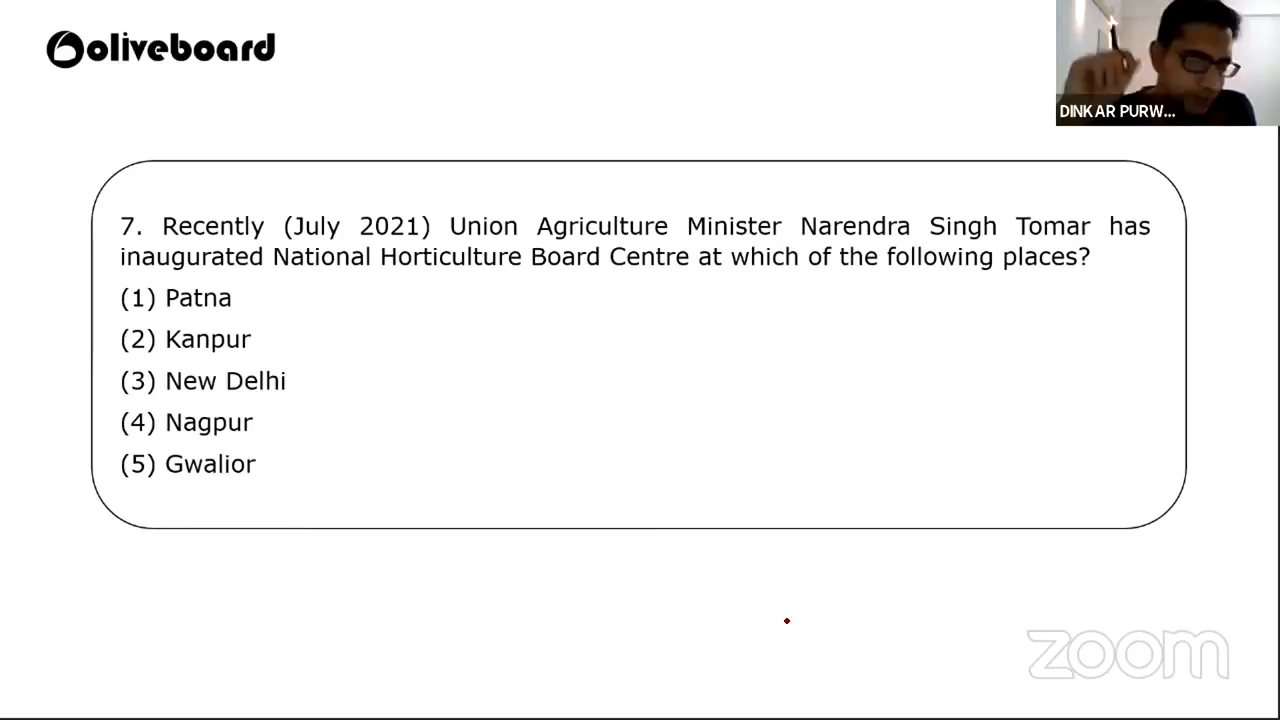 oliveboard
DINKAR PURW...
7. Recently (July 2021) Union Agriculture Minister Narendra Singh Tomar has
inaugurated National Horticulture Board Centre at which of the following places?
(1) Patna
(2) Kanpur
(3) New Delhi
(4) Nagpur
(5) Gwalior
zoom